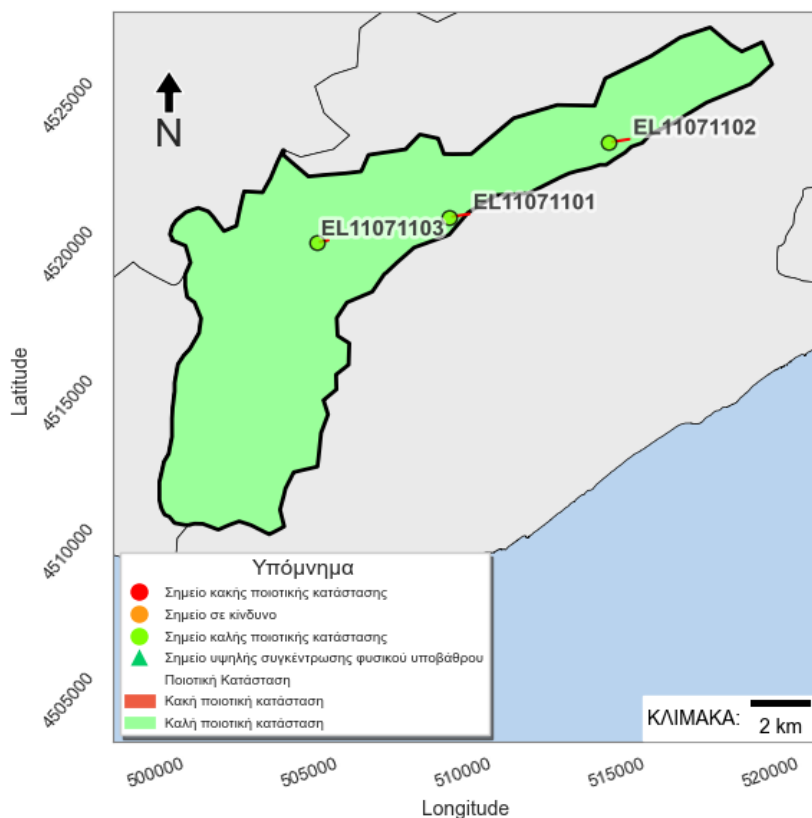 4525000
N
EL11071102
EL11071101
EL11071103
4520000
4515000
Latitude
4510000
Υπόμνημα
Σημείο κακής ποιοτικής κατάστασης
Σημείο σε κίνδυνο
Σημείο καλής ποιοτικής κατάστασης
Σημείο υψηλής συγκέντρωσης φυσικού υποβάθρου
Ποιοτική Κατάσταση
Κακή ποιοτική κατάσταση
Καλή ποιοτική κατάσταση
4505000
ΚΛΙΜΑΚΑ:
2 km
500000
505000
510000
515000
520000
Longitude